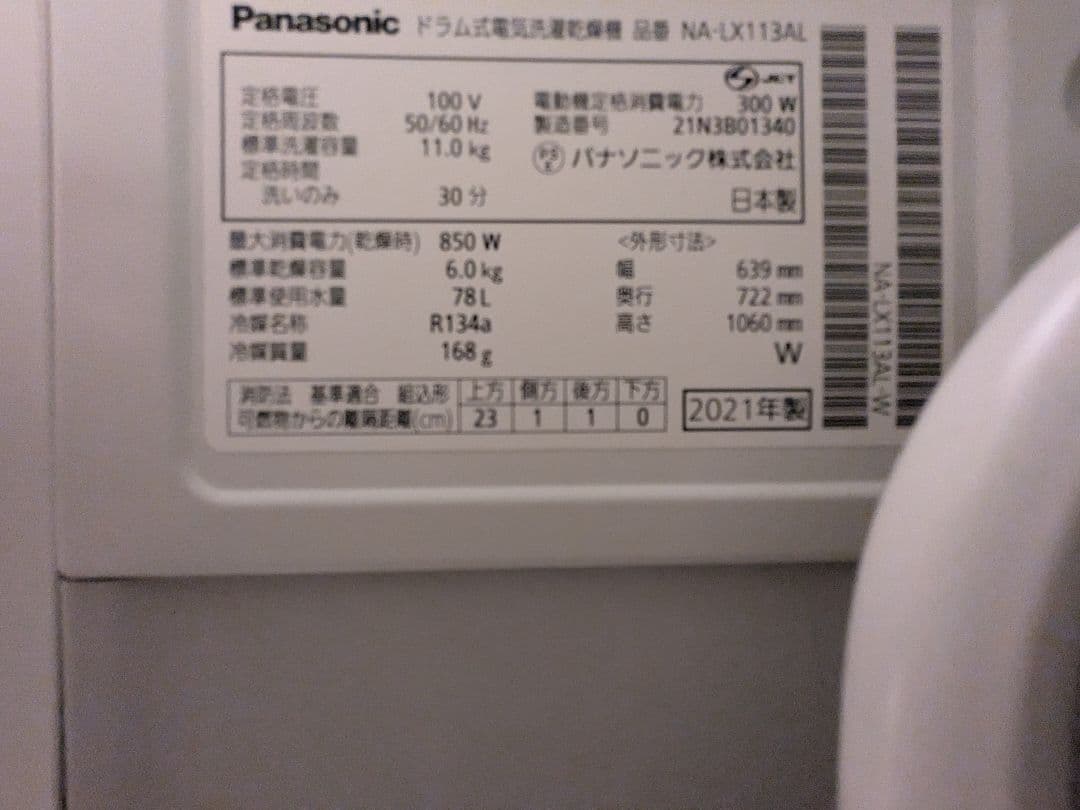 Panasonic ドラム式電気洗濯乾燥機 品番 NA-LX113AL
JET
定格電圧 100 V
定格周波数 50/60 Hz
標準洗濯容量 11.0 kg
定格時間
洗いのみ 30 分
電動機定格消費電力 300 W
製造番号 21N3B01340
PSE パナソニック株式会社
日本製
最大消費電力(乾燥時) 850 W
標準乾燥容量 6.0 kg
標準使用水量 78 L
冷媒名称 R134a
冷媒質量 168 g
<外形寸法>
幅 639 mm
奥行 722 mm
高さ 1060 mm
W
消防法 基準適合 組込形 上方 側方 後方 下方
可燃物からの離隔距離(cm) 23 1 1 0
2021年製
NA-LX113AL-W